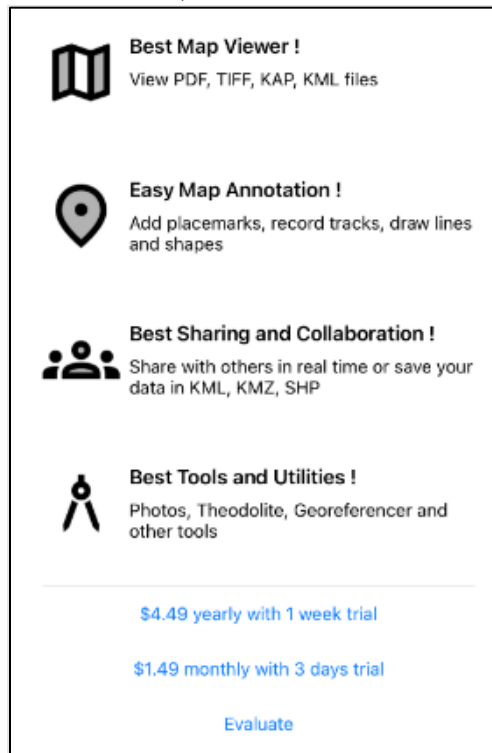 Best Map Viewer !
View PDF, TIFF, KAP, KML files
Easy Map Annotation !
Add placemarks, record tracks, draw lines
and shapes
Best Sharing and Collaboration !
Share with others in real time or save your
data in KML, KMZ, SHP
Best Tools and Utilities !
Photos, Theodolite, Georeferencer and
other tools
$4.49 yearly with 1 week trial
$1.49 monthly with 3 days trial
Evaluate